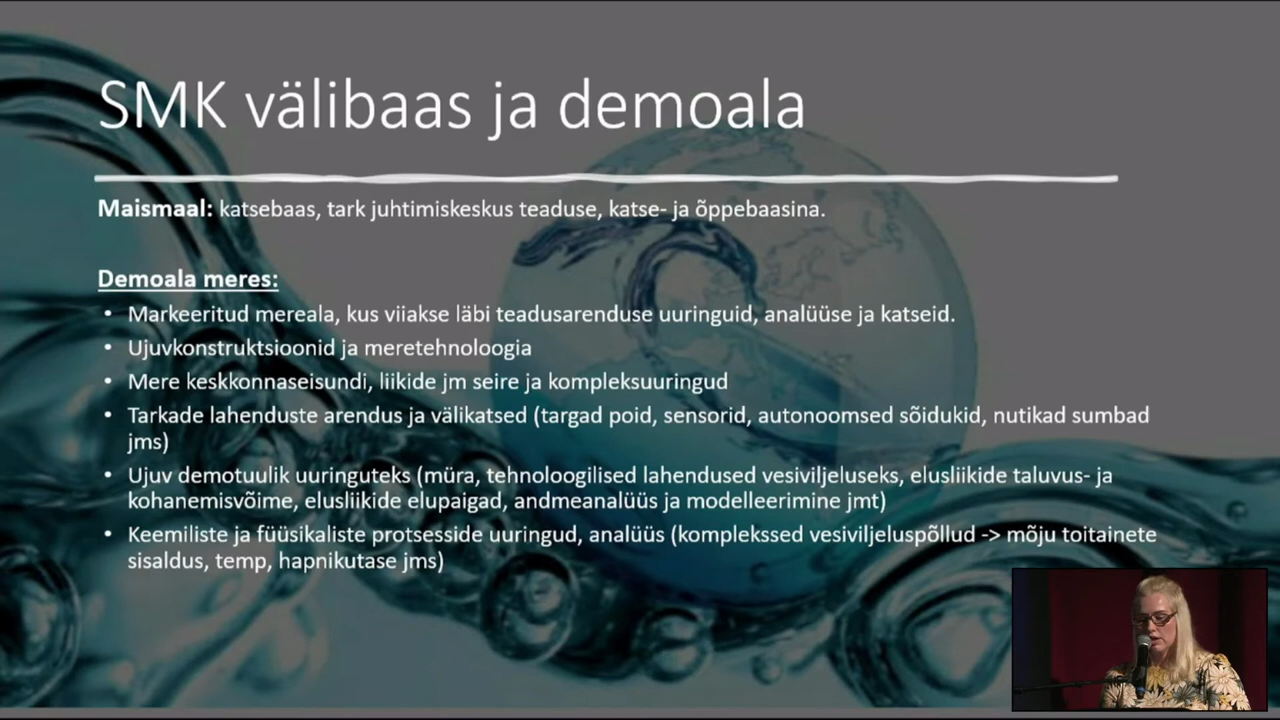 SMK välibaas ja demoala
Maismaal: katsebaas, tark juhtimiskeskus teaduse, katse- ja õppebaasina.
Demoala meres:
• Markeeritud mereala, kus viiakse läbi teadusarenduse uuringuid, analüüse ja katseid.
• Ujuvkonstruktsioonid ja meretehnoloogia
• Mere keskkonnaseisundi, liikide jm seire ja kompleksuuringud
• Tarkade lahenduste arendus ja välikatsed (targad poid, sensorid, autonoomsed sõidukid, nutikad sumbad
jms)
• Ujuv demotuulik uuringuteks (müra, tehnoloogilised lahendused vesiviljeluseks, elusliikide taluvus- ja
kohanemisvõime, elusliikide elupaigad, andmeanalüüs ja modelleerimine jmt)
• Keemiliste ja füüsikaliste protsesside uuringud, analüüs (komplekssed vesiviljeluspõllud -> mõju toitainete
sisaldus, temp, hapnikutase jms)